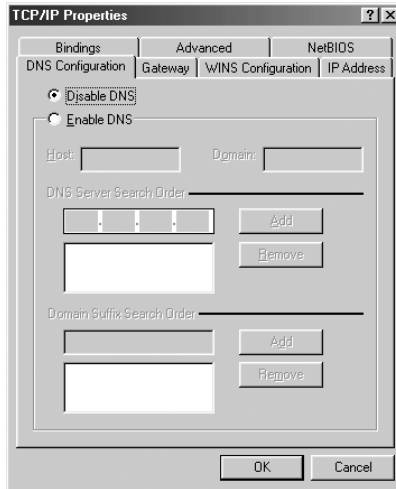 TCP/IP Properties ? x
Bindings Advanced NetBIOS
DNS Configuration Gateway WINS Configuration IP Address
Disable DNS
Enable DNS
Host: Domain:
DNS Server Search Order
. . . Add
Remove
Domain Suffix Search Order
Add
Remove
OK Cancel